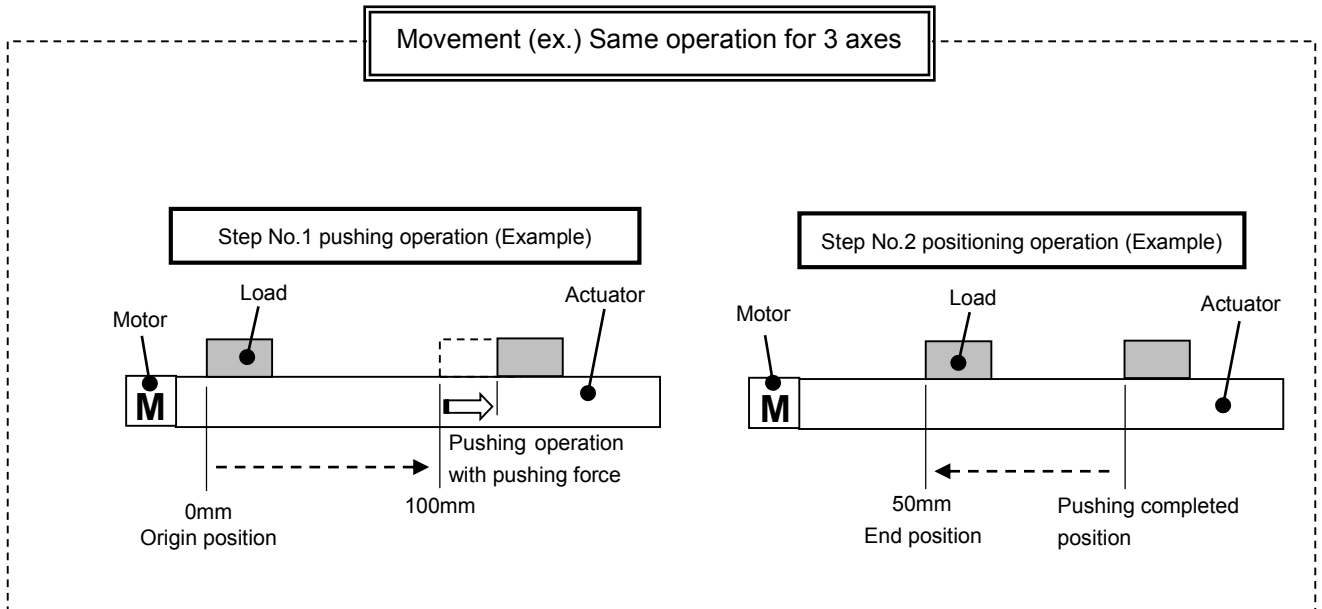 Movement (ex.) Same operation for 3 axes
Step No.1 pushing operation (Example)
Load
Actuator
Motor
M
Pushing operation
with pushing force
0mm
Origin position
100mm
Step No.2 positioning operation (Example)
Load
Actuator
Motor
M
50mm
End position
Pushing completed
position